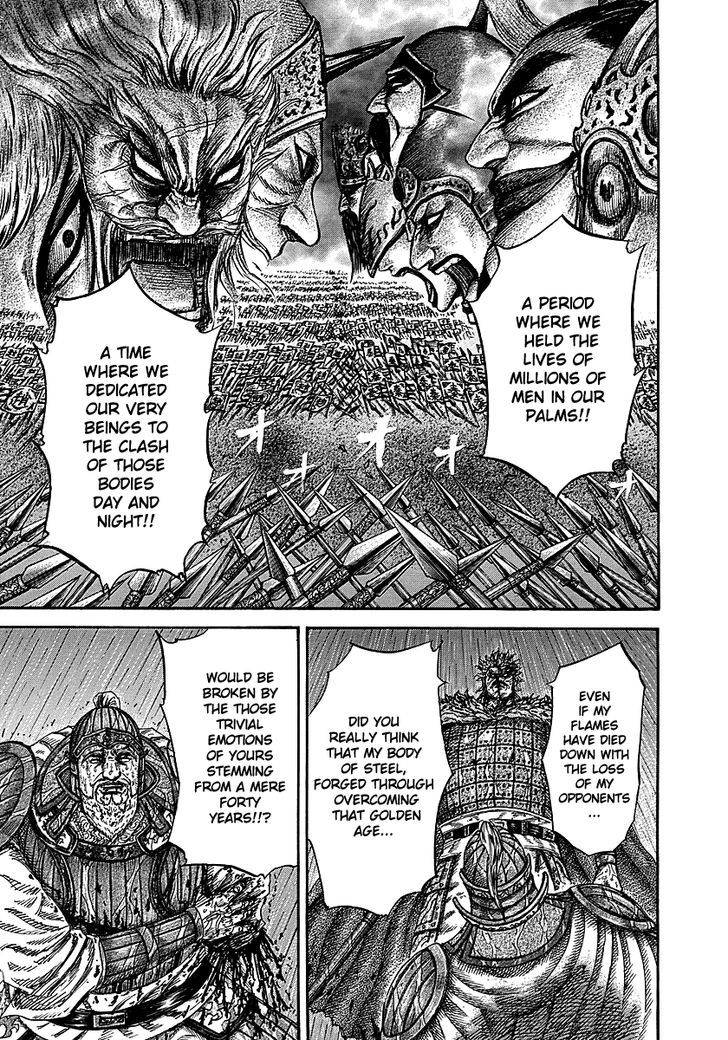 A PERIOD
WHERE WE
HELD THE
LIVES OF
MILLIONS OF
MEN IN OUR
PALMS!!
A TIME
WHERE WE
DEDICATED
OUR VERY
BEINGS TO
THE CLASH
OF THOSE
BODIES
DAY AND
NIGHT!!
オ オ オ オ オ
EVEN
IF MY
FLAMES
HAVE DIED
DOWN WITH
THE LOSS
OF MY
OPPONENTS
...
DID YOU
REALLY THINK
THAT MY BODY
OF STEEL,
FORGED THROUGH
OVERCOMING
THAT GOLDEN
AGE...
WOULD BE
BROKEN BY
THE THOSE
TRIVIAL
EMOTIONS
OF YOURS
STEMMING
FROM A MERE
FORTY
YEARS!!?